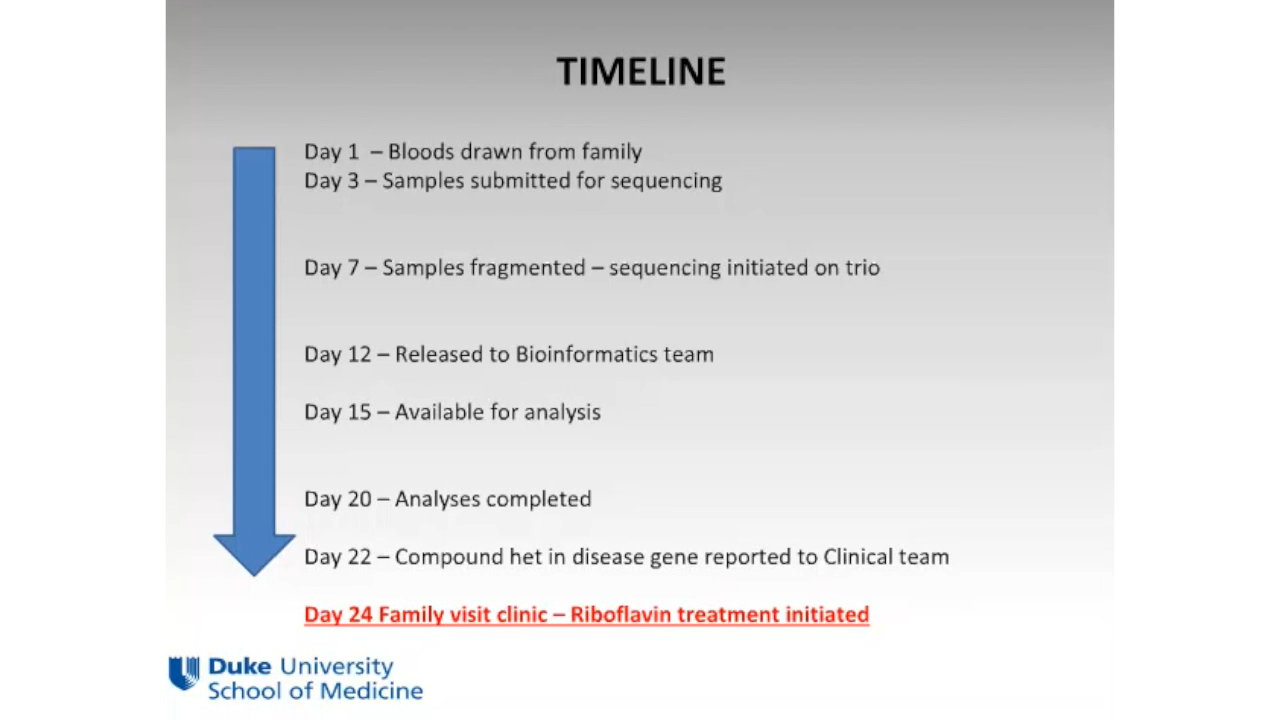 TIMELINE
Day 1 – Bloods drawn from family
Day 3 – Samples submitted for sequencing
Day 7 – Samples fragmented – sequencing initiated on trio
Day 12 – Released to Bioinformatics team
Day 15 – Available for analysis
Day 20 – Analyses completed
Day 22 – Compound het in disease gene reported to Clinical team
Day 24 Family visit clinic – Riboflavin treatment initiated
Duke University
School of Medicine